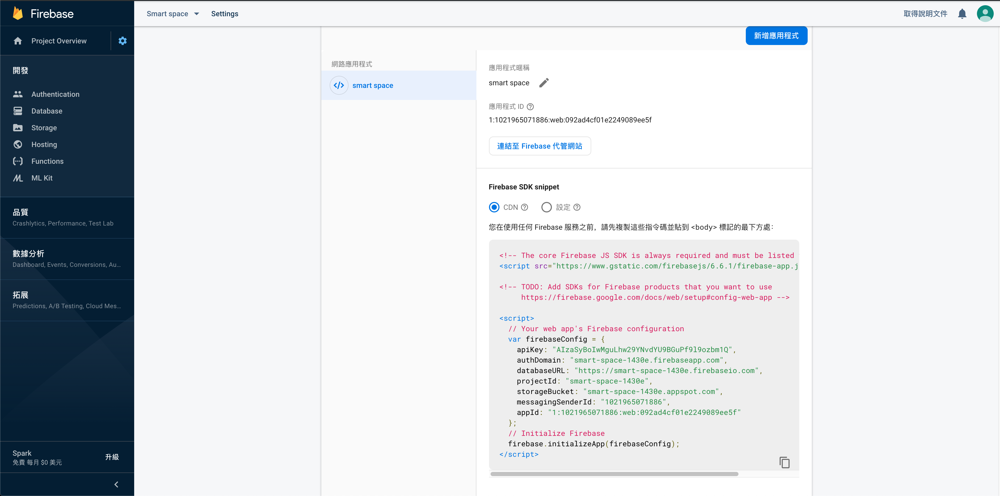 Firebase
Smart space
Settings
取得說明文件
Project Overview
開發
Authentication
Database
Storage
Hosting
Functions
ML Kit
品質
Crashlytics, Performance, Test Lab
數據分析
Dashboard, Events, Conversions, Au...
拓展
Predictions, A/B Testing, Cloud Mes...
Spark
免費 每月 $0 美元
升級
新增應用程式
網路應用程式
smart space
應用程式暱稱
smart space
應用程式 ID
1:1021965071886:web:092ad4cf01e2249089ee5f
連結至 Firebase 代管網站
Firebase SDK snippet
CDN
設定
您在使用任何 Firebase 服務之前，請先複製這些指令碼並貼到 <body> 標記的最下方處：
<!-- The core Firebase JS SDK is always required and must be listed
<script src="https://www.gstatic.com/firebasejs/6.6.1/firebase-app.j
<!-- TODO: Add SDKs for Firebase products that you want to use
https://firebase.google.com/docs/web/setup#config-web-app -->
<script>
// Your web app's Firebase configuration
var firebaseConfig = {
apiKey: "AIzaSyBoIwMguLhw29YNvdYU9BGuPf9l9ozbm1Q",
authDomain: "smart-space-1430e.firebaseapp.com",
databaseURL: "https://smart-space-1430e.firebaseio.com",
projectId: "smart-space-1430e",
storageBucket: "smart-space-1430e.appspot.com",
messagingSenderId: "1021965071886",
appId: "1:1021965071886:web:092ad4cf01e2249089ee5f"
};
// Initialize Firebase
firebase.initializeApp(firebaseConfig);
</script>